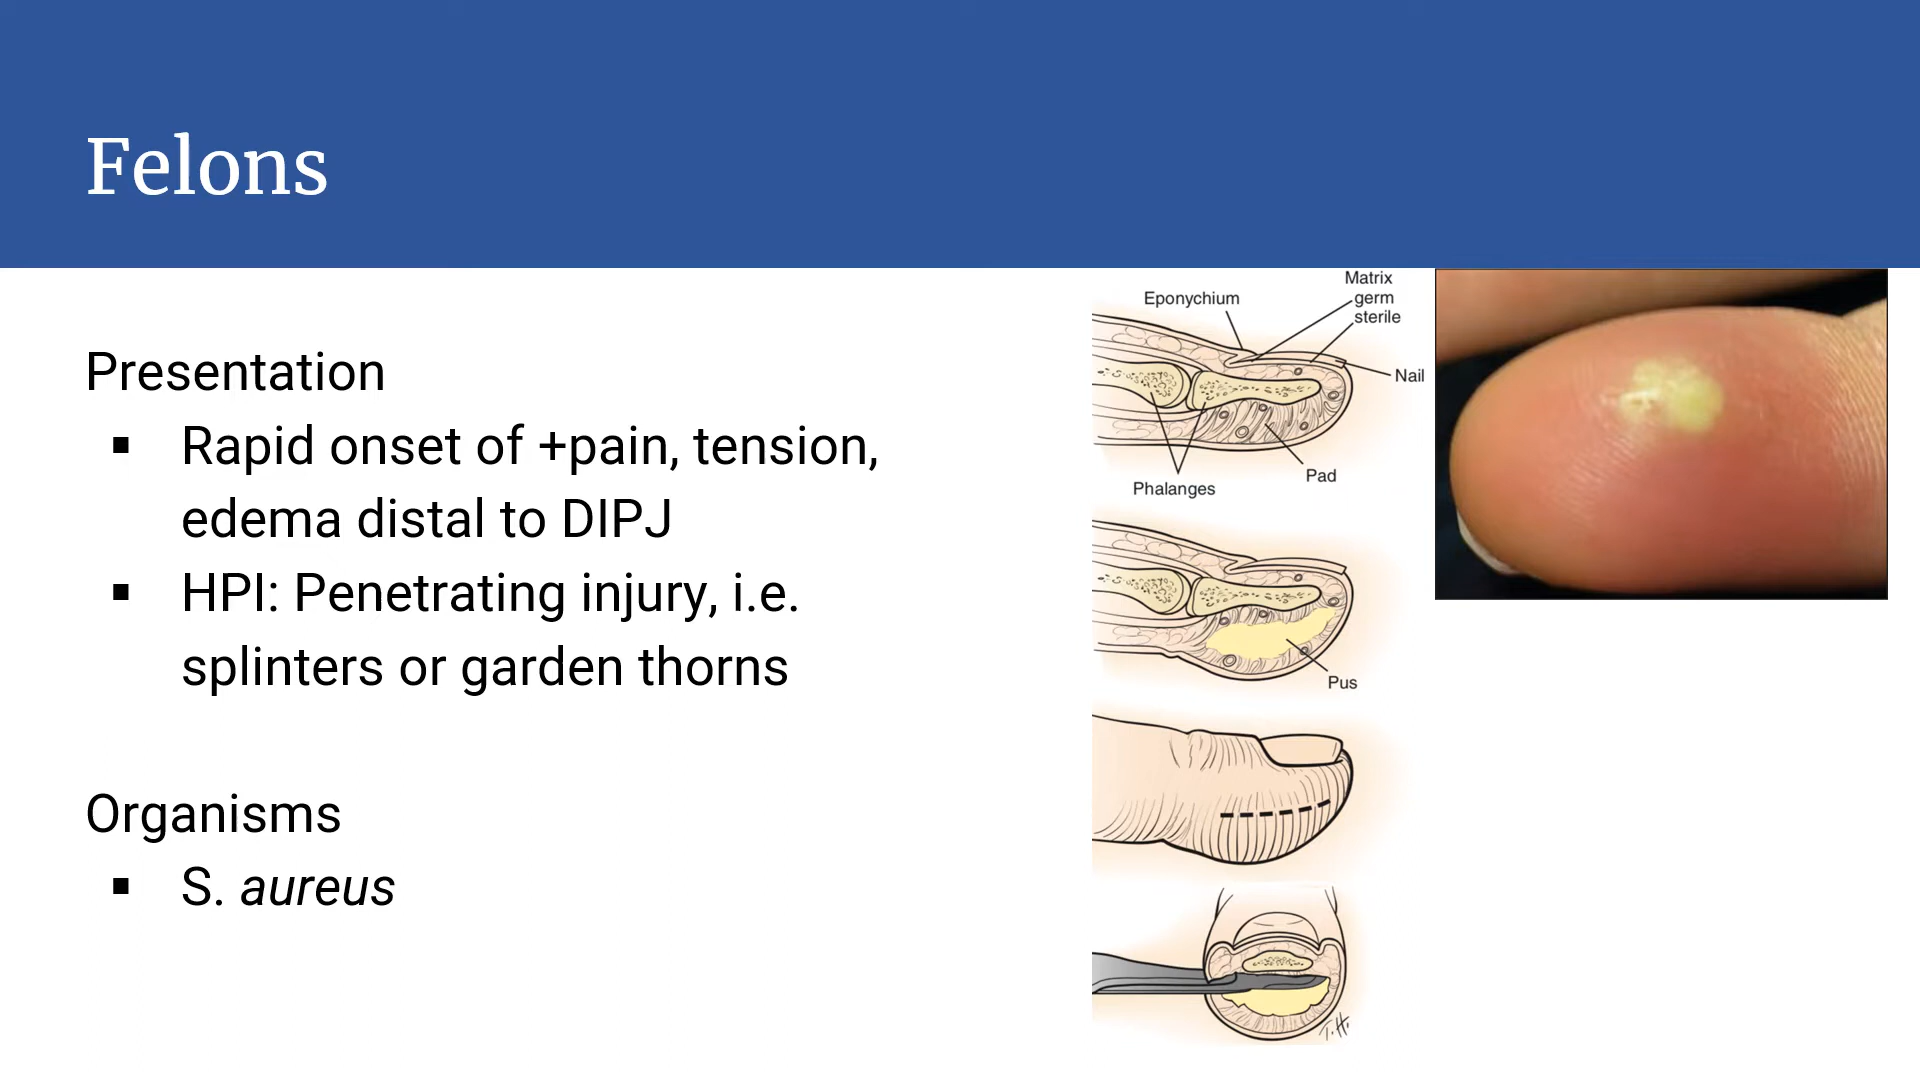 Felons
Presentation
▪ Rapid onset of +pain, tension,
edema distal to DIPJ
▪ HPI: Penetrating injury, i.e.
splinters or garden thorns
Organisms
▪ S. aureus
Matrix
Eponychium
germ
sterile
Nail
Pad
Phalanges
Pus
T.H.